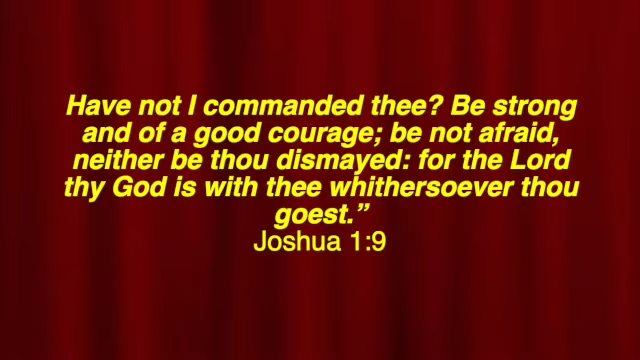 Have not I commanded thee? Be strong
and of a good courage; be not afraid,
neither be thou dismayed: for the Lord
thy God is with thee whithersoever thou
goest.”
Joshua 1:9